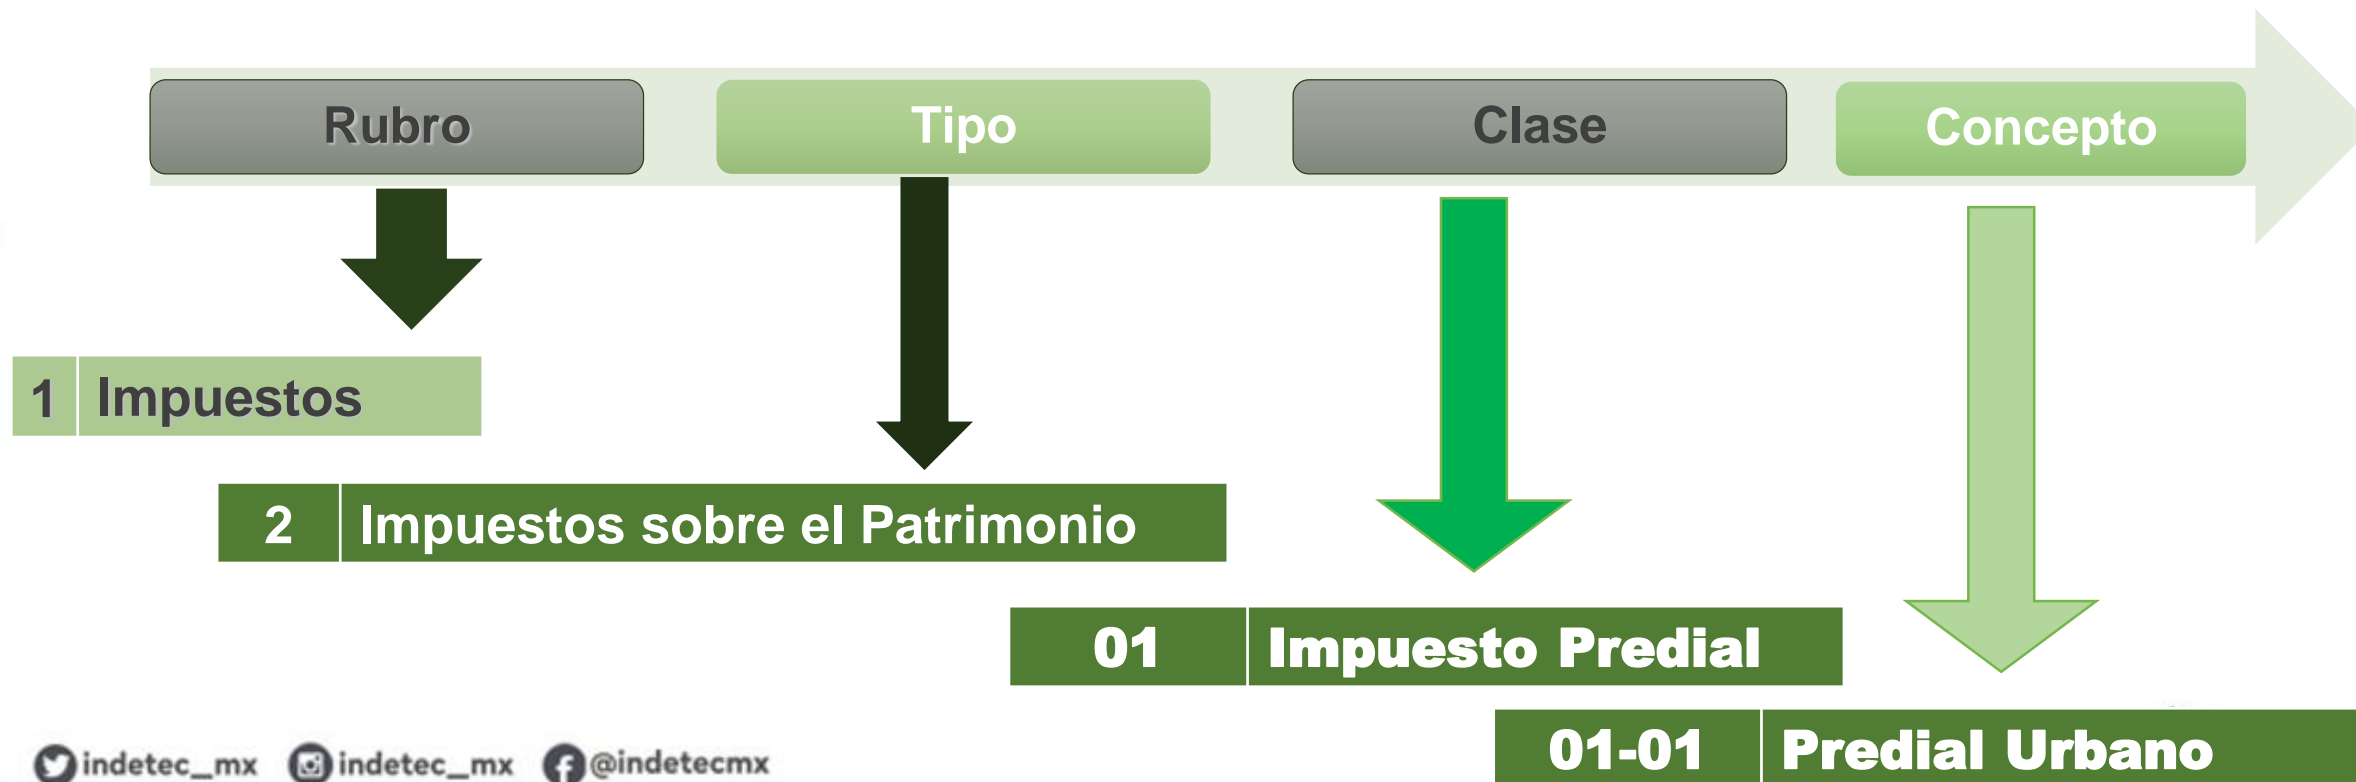 Rubro
Tipo
Clase
Concepto
1 Impuestos
2 Impuestos sobre el Patrimonio
01 Impuesto Predial
01-01 Predial Urbano
indetec_mx indetec_mx @indetecmx